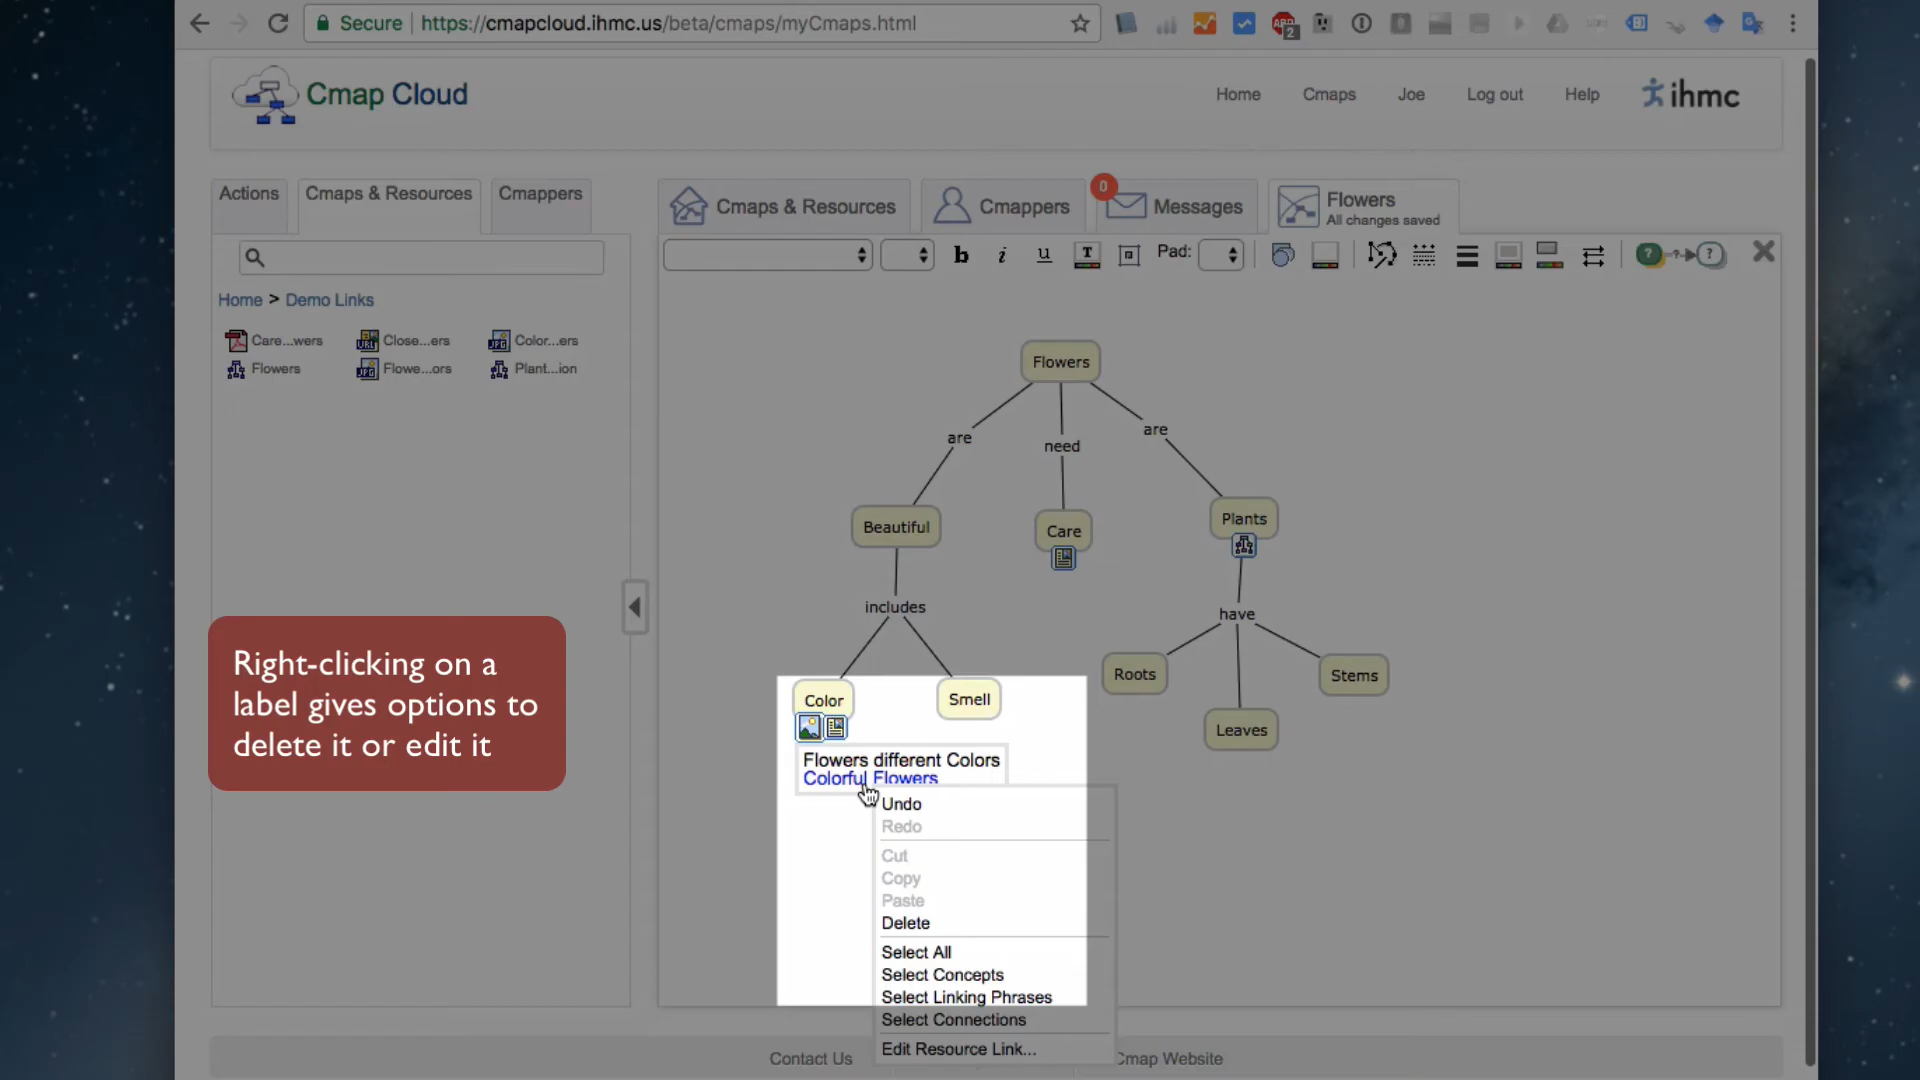 Secure
https://cmapcloud.ihmc.us/beta/cmaps/myCmaps.html
ABP
2
Cmap Cloud
Home
Cmaps
Joe
Log out
Help
ihmc
Actions
Cmaps & Resources
Cmappers
Cmaps & Resources
Cmappers
0
Messages
Flowers
All changes saved
b
i
u
T
Pad:
?
?
?
Home > Demo Links
Care...wers
URL
Close...ers
JPG
Color...ers
Flowers
JPG
Flowe...ors
Plant...ion
Flowers
are
need
are
Beautiful
Care
Plants
includes
have
Color
Smell
Roots
Stems
Leaves
Flowers different Colors
Colorful Flowers
Right-clicking on a
label gives options to
delete it or edit it
Undo
Redo
Cut
Copy
Paste
Delete
Select All
Select Concepts
Select Linking Phrases
Select Connections
Edit Resource Link...
Contact Us
Cmap Website